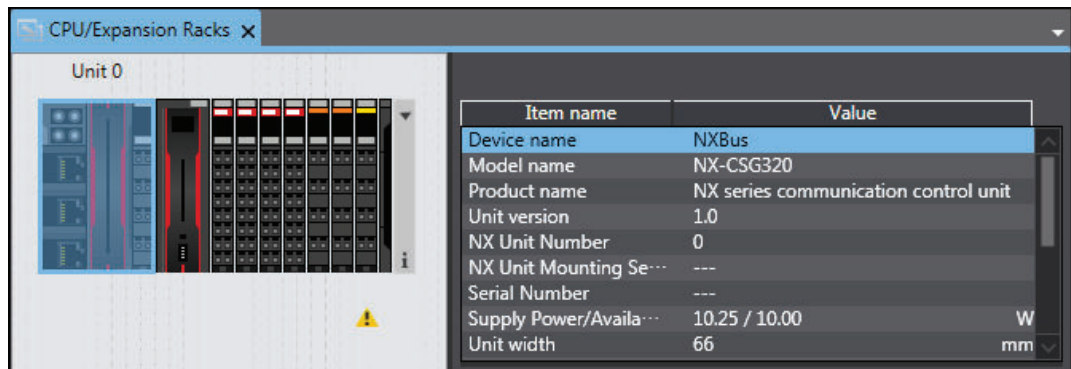 CPU/Expansion Racks
Unit 0
Item name Value
Device name NXBus
Model name NX-CSG320
Product name NX series communication control unit
Unit version 1.0
NX Unit Number 0
NX Unit Mounting Se··· ---
Serial Number ---
Supply Power/Availa··· 10.25 / 10.00 W
Unit width 66 mm